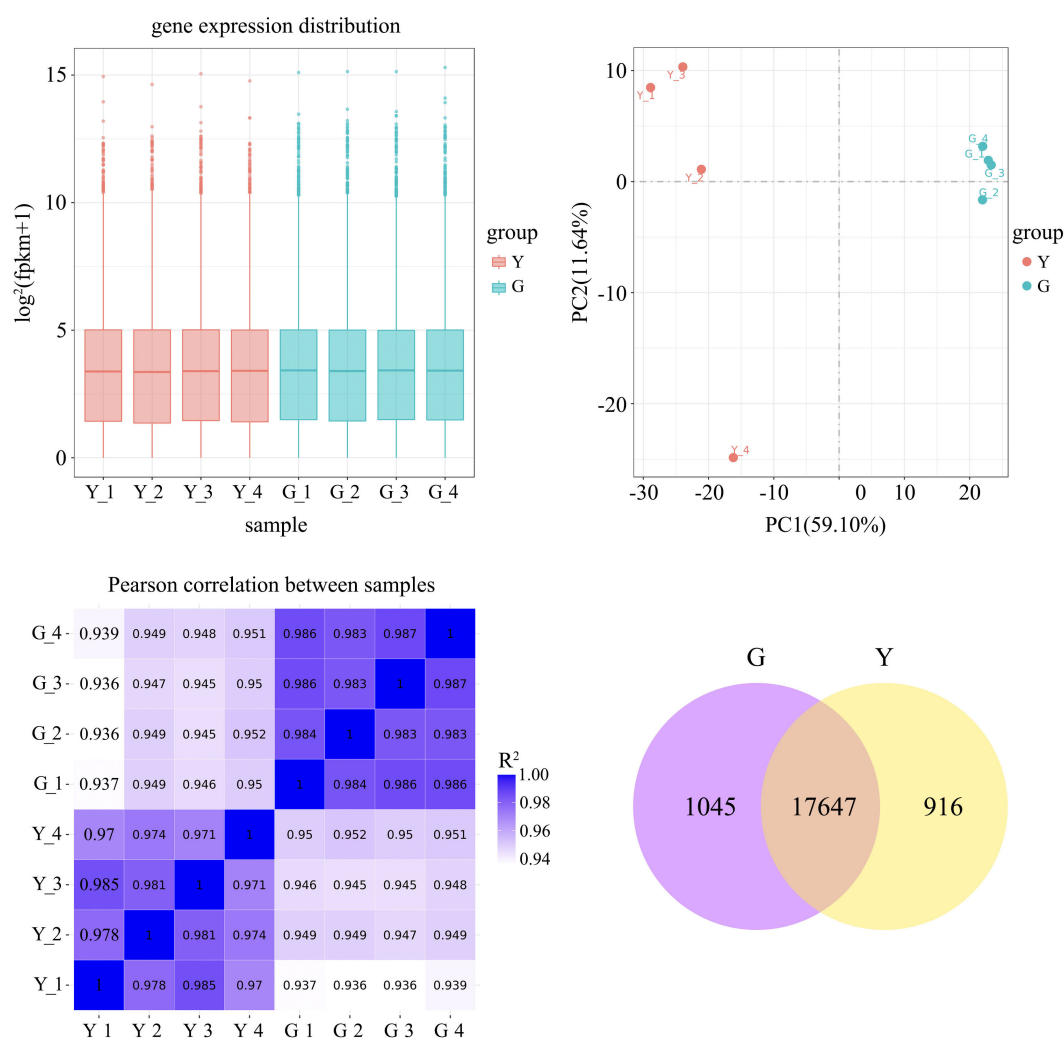 gene expression distribution
15
10
5
0
log²(fpkm+1)
Y_1 Y_2 Y_3 Y_4 G_1 G_2 G_3 G_4
sample
group
Y
G
10
0
-10
-20
PC2(11.64%)
Y_3
Y_1
Y_2
Y_4
G_4
G_1
G_3
G_2
-30 -20 -10 0 10 20
PC1(59.10%)
group
Y
G
Pearson correlation between samples
G_4 0.939 0.949 0.948 0.951 0.986 0.983 0.987 1
G_3 0.936 0.947 0.945 0.95 0.986 0.983 1 0.987
G_2 0.936 0.949 0.945 0.952 0.984 1 0.983 0.983
G_1 0.937 0.949 0.946 0.95 1 0.984 0.986 0.986
Y_4 0.97 0.974 0.971 1 0.95 0.952 0.95 0.951
Y_3 0.985 0.981 1 0.971 0.946 0.945 0.945 0.948
Y_2 0.978 1 0.981 0.974 0.949 0.949 0.947 0.949
Y_1 1 0.978 0.985 0.97 0.937 0.936 0.936 0.939
Y 1 Y 2 Y 3 Y 4 G 1 G 2 G 3 G 4
R²
1.00
0.98
0.96
0.94
G Y
1045 17647 916